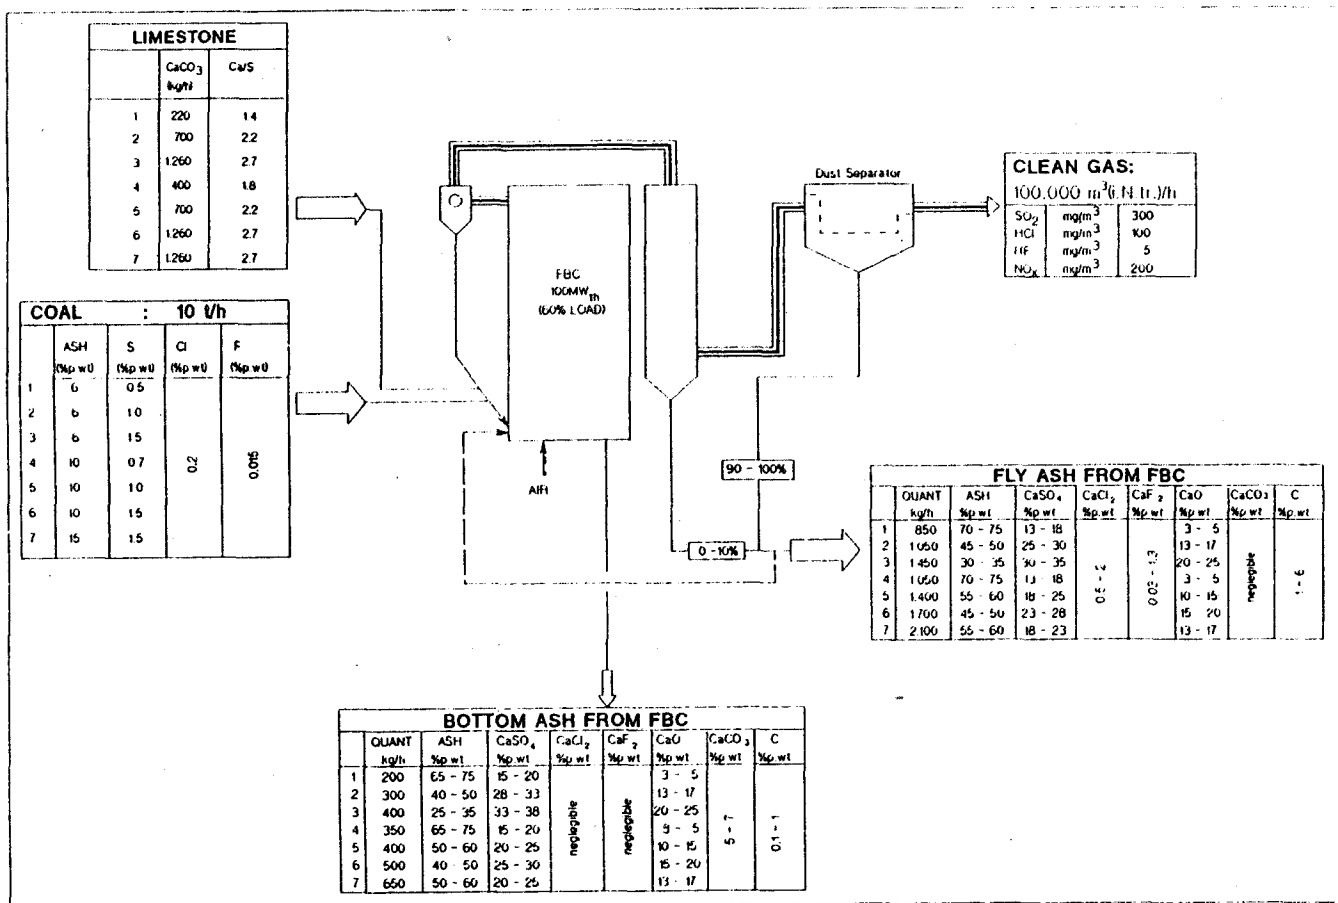 LIMESTONE
CaCO3 Ca/S
(kg/h)
1 220 1.4
2 700 2.2
3 1.260 2.7
4 400 1.8
5 700 2.2
6 1.260 2.7
7 1.260 2.7
COAL : 10 t/h
ASH S Cl F
(%p wt) (%p wt) (%p wt) (%p wt)
1 6 0.5
2 6 1.0
3 6 1.5
4 10 0.7
5 10 1.0
6 10 1.5
7 15 1.5
0.2
0.015
FBC
100MWth
(60% LOAD)
AIR
Dust Separator
CLEAN GAS:
100.000 m3(i.N.tr.)/h
SO2 mg/m3 300
HCl mg/m3 100
HF mg/m3 5
NOx mg/m3 200
90 - 100%
0 - 10%
FLY ASH FROM FBC
QUANT ASH CaSO4 CaCl2 CaF2 CaO CaCO3 C
kg/h %p wt %p wt %p.wt %p wt %p wt %p wt %p.wt
1 850 70 - 75 13 - 18 3 - 5
2 1.050 45 - 50 25 - 30 13 - 17
3 1.450 30 - 35 30 - 35 20 - 25
4 1.050 70 - 75 13 - 18 3 - 5
5 1.400 55 - 60 18 - 25 10 - 15
6 1.700 45 - 50 23 - 28 15 - 20
7 2.100 55 - 60 18 - 23 13 - 17
0.5 - 2
negligible
BOTTOM ASH FROM FBC
QUANT ASH CaSO4 CaCl2 CaF2 CaO CaCO3 C
kg/h %p wt %p wt %p wt %p wt %p wt %p wt %p wt
1 200 65 - 75 15 - 20 3 - 5
2 300 40 - 50 28 - 33 13 - 17
3 400 25 - 35 33 - 38 20 - 25
4 350 65 - 75 15 - 20 - 5
5 400 50 - 60 20 - 25 10 - 15
6 500 40 - 50 25 - 30 15 - 20
7 650 50 - 60 20 - 25 13 - 17
neglegible
neglegible
5 - 7
0.1 - 1